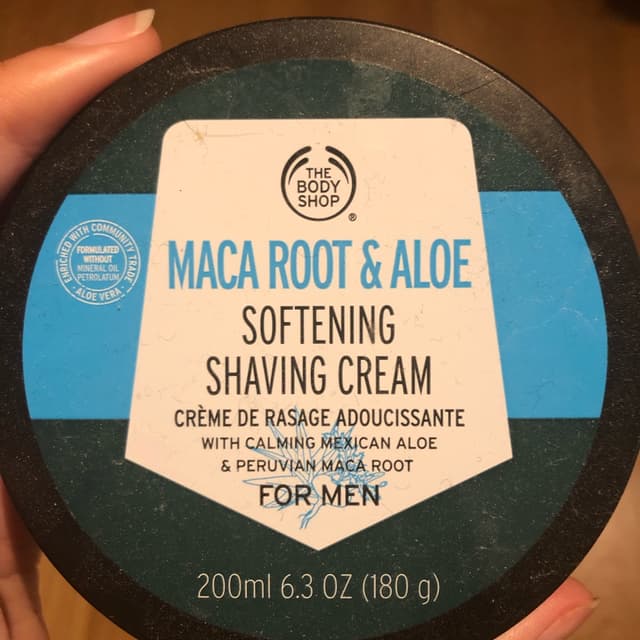 THE
BODY
SHOP®
ENRICHED WITH COMMUNITY TRADE
FORMULATED
WITHOUT
MINERAL OIL
PETROLATUM
· ALOE VERA ·
MACA ROOT & ALOE
SOFTENING
SHAVING CREAM
CRÈME DE RASAGE ADOUCISSANTE
WITH CALMING MEXICAN ALOE
& PERUVIAN MACA ROOT
FOR MEN
200ml 6.3 OZ (180 g)